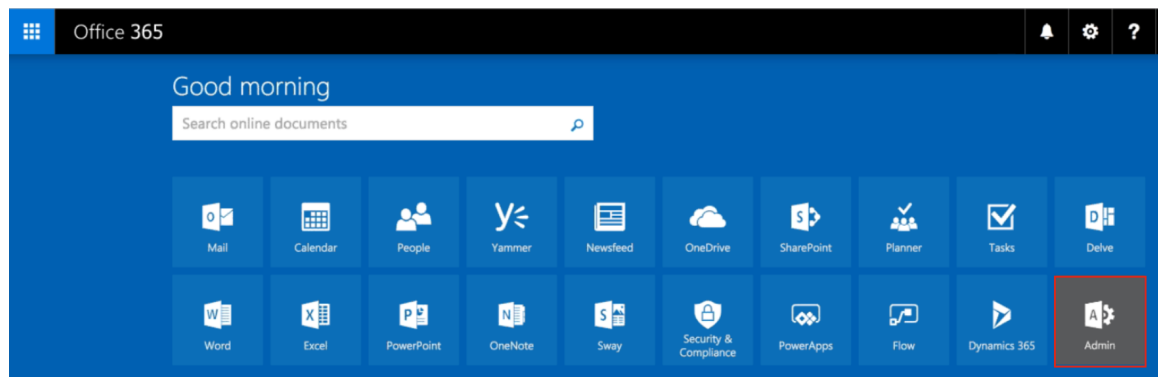 Office 365
?
Good morning
Search online documents
Mail
Calendar
People
Yammer
Newsfeed
OneDrive
SharePoint
Planner
Tasks
Delve
Word
Excel
PowerPoint
OneNote
Sway
Security &
Compliance
PowerApps
Flow
Dynamics 365
Admin